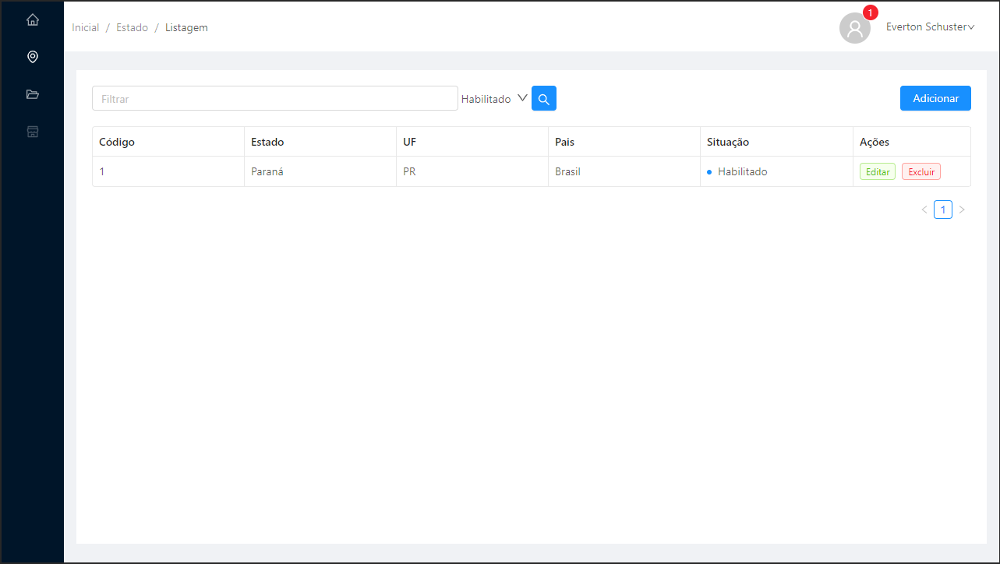 Inicial / Estado / Listagem
1
Everton Schuster
Filtrar
Habilitado
Adicionar
Código Estado UF Pais Situação Ações
1 Paraná PR Brasil Habilitado Editar Excluir
< 1 >